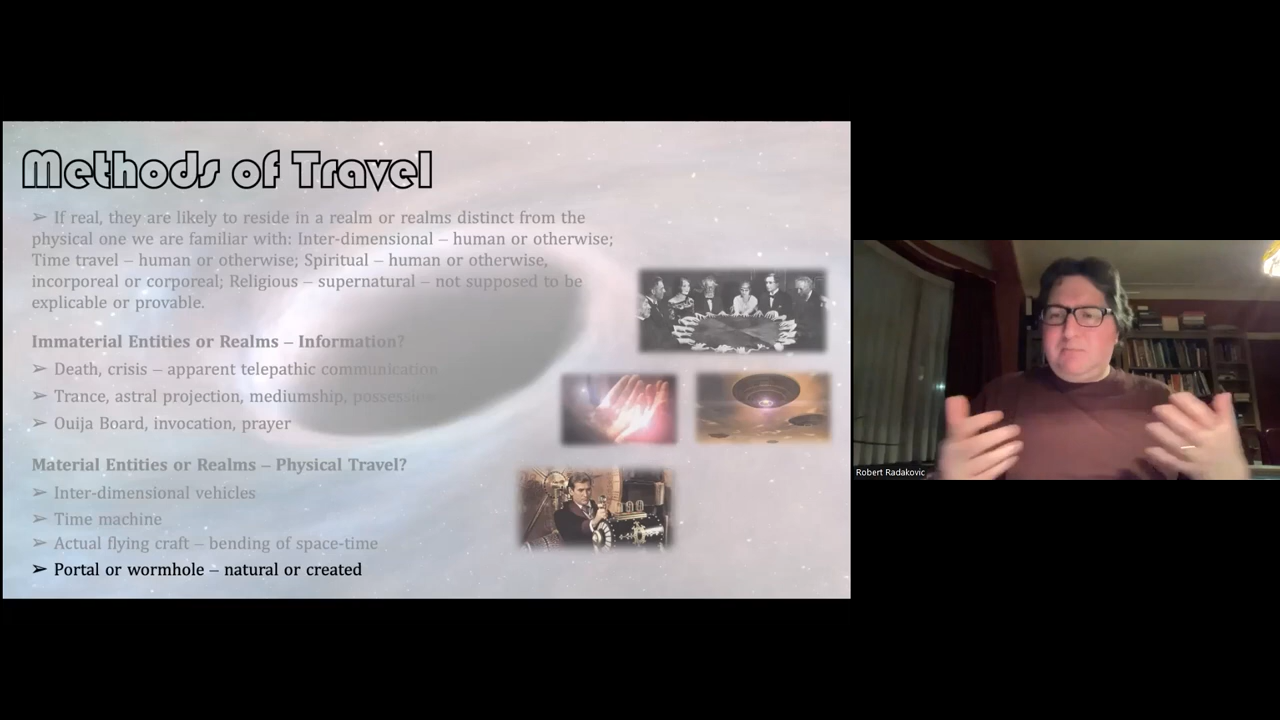 Methods of Travel
➢ If real, they are likely to reside in a realm or realms distinct from the
physical one we are familiar with: Inter-dimensional – human or otherwise;
Time travel – human or otherwise; Spiritual – human or otherwise,
incorporeal or corporeal; Religious – supernatural – not supposed to be
explicable or provable.
Immaterial Entities or Realms – Information?
➢ Death, crisis – apparent telepathic communication
➢ Trance, astral projection, mediumship, possession
➢ Ouija Board, invocation, prayer
Material Entities or Realms – Physical Travel?
➢ Inter-dimensional vehicles
➢ Time machine
➢ Actual flying craft – bending of space-time
➢ Portal or wormhole – natural or created
Robert Radakovic